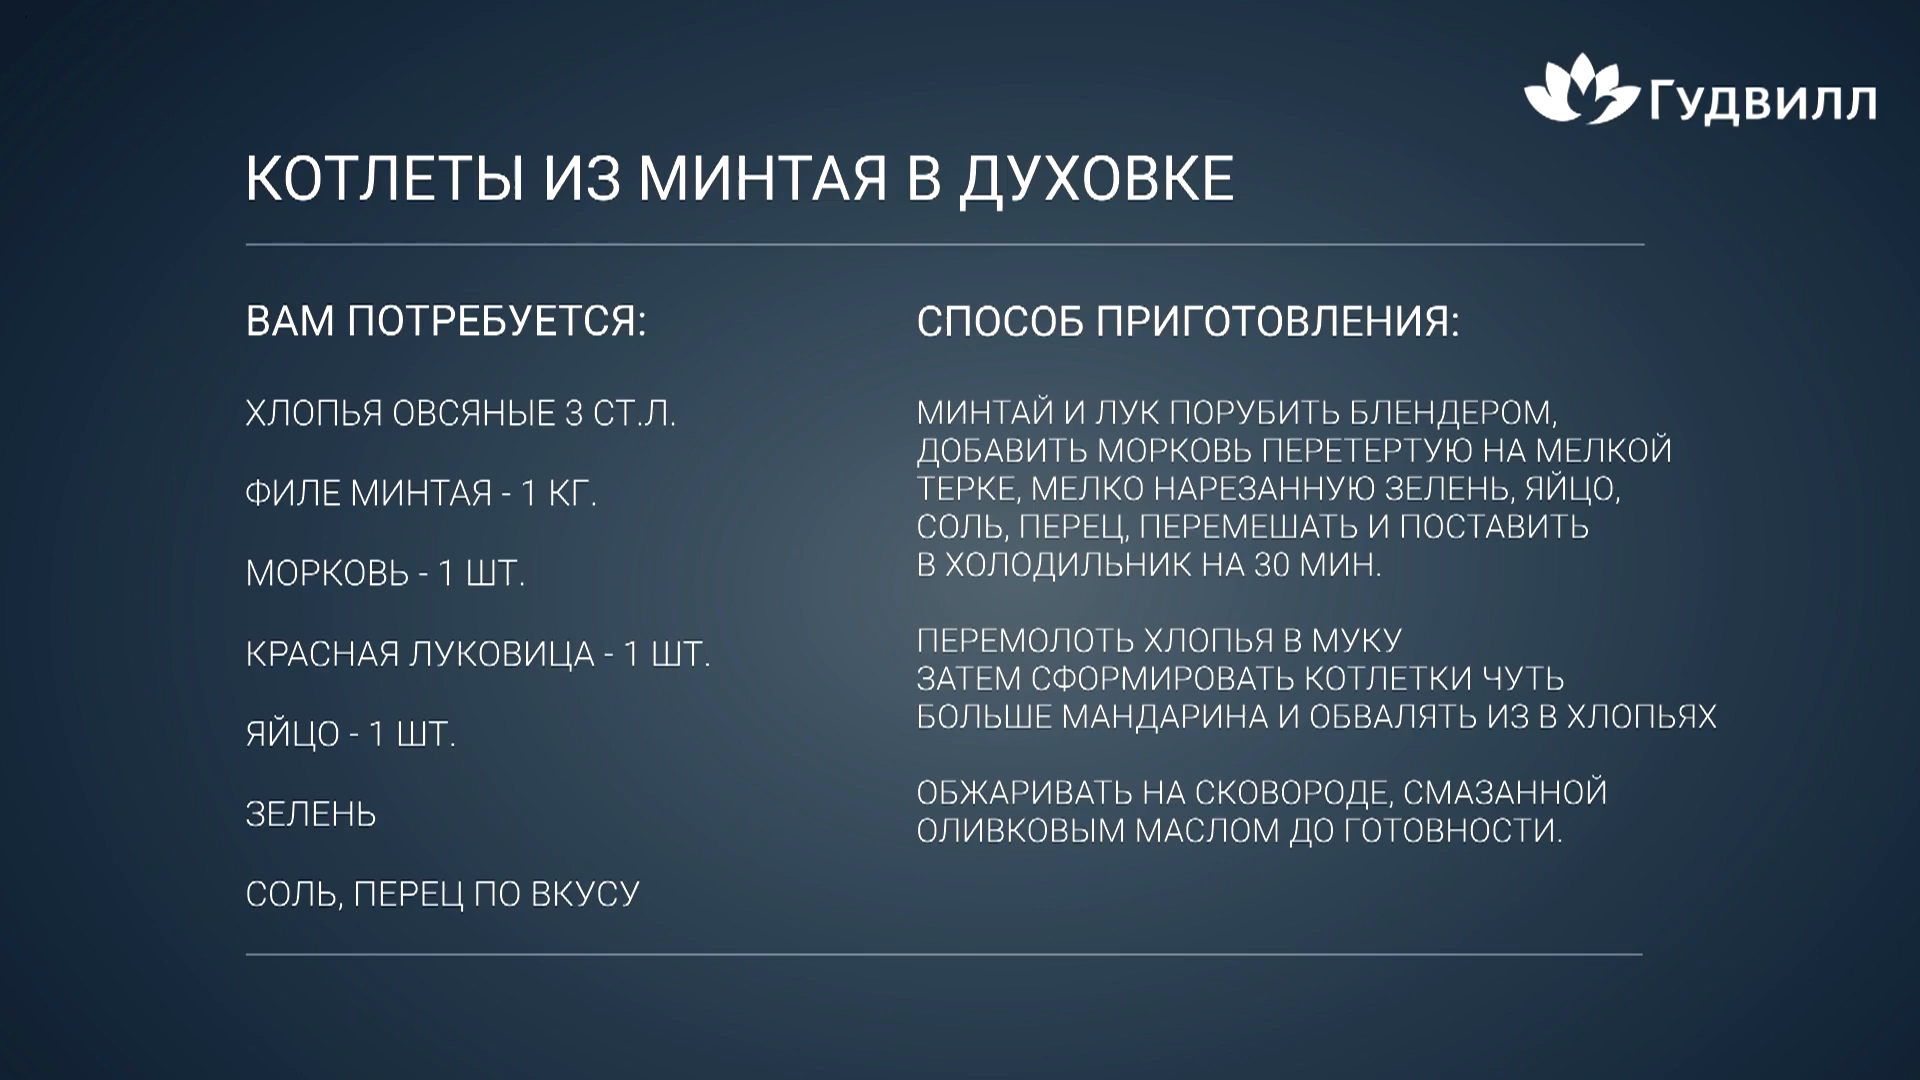 Гудвилл
КОТЛЕТЫ ИЗ МИНТАЯ В ДУХОВКЕ
ВАМ ПОТРЕБУЕТСЯ:
ХЛОПЬЯ ОВСЯНЫЕ 3 СТ.Л.
ФИЛЕ МИНТАЯ - 1 КГ.
МОРКОВЬ - 1 ШТ.
КРАСНАЯ ЛУКОВИЦА - 1 ШТ.
ЯЙЦО - 1 ШТ.
ЗЕЛЕНЬ
СОЛЬ, ПЕРЕЦ ПО ВКУСУ
СПОСОБ ПРИГОТОВЛЕНИЯ:
МИНТАЙ И ЛУК ПОРУБИТЬ БЛЕНДЕРОМ,
ДОБАВИТЬ МОРКОВЬ ПЕРЕТЕРТУЮ НА МЕЛКОЙ
ТЕРКЕ, МЕЛКО НАРЕЗАННУЮ ЗЕЛЕНЬ, ЯЙЦО,
СОЛЬ, ПЕРЕЦ, ПЕРЕМЕШАТЬ И ПОСТАВИТЬ
В ХОЛОДИЛЬНИК НА 30 МИН.
ПЕРЕМОЛОТЬ ХЛОПЬЯ В МУКУ
ЗАТЕМ СФОРМИРОВАТЬ КОТЛЕТКИ ЧУТЬ
БОЛЬШЕ МАНДАРИНА И ОБВАЛЯТЬ ИЗ В ХЛОПЬЯХ
ОБЖАРИВАТЬ НА СКОВОРОДЕ, СМАЗАННОЙ
ОЛИВКОВЫМ МАСЛОМ ДО ГОТОВНОСТИ.